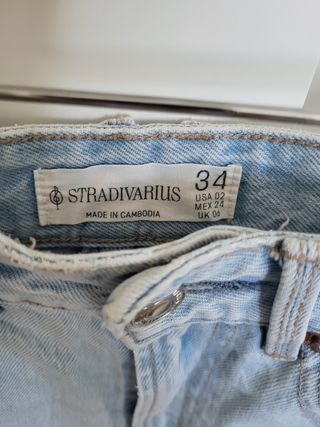 STRADIVARIUS
MADE IN CAMBODIA
34
USA 02
MEX 24
UK 06